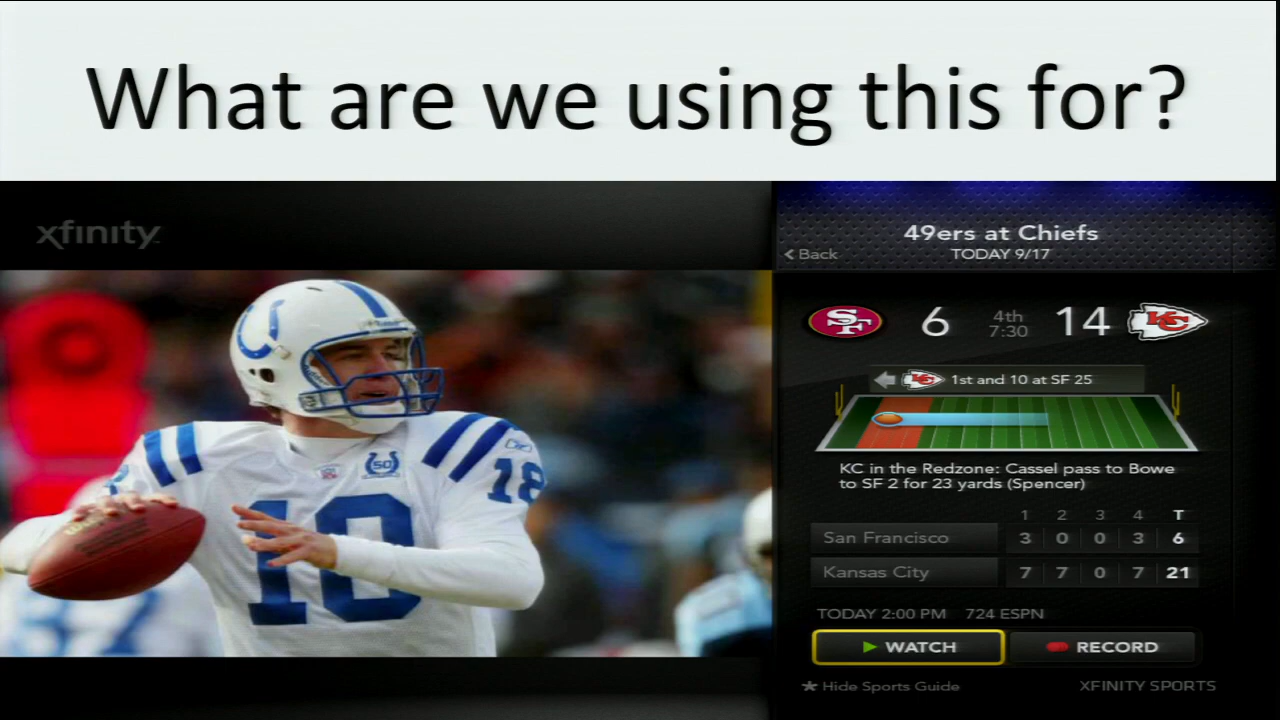 What are we using this for?
xfinity
49ers at Chiefs
< Back
TODAY 9/17
SF 6 4th 7:30 14 KC
1st and 10 at SF 25
KC in the Redzone: Cassel pass to Bowe
to SF 2 for 23 yards (Spencer)
1 2 3 4 T
San Francisco 3 0 0 3 6
Kansas City 7 7 0 7 21
TODAY 2:00 PM 724 ESPN
WATCH
RECORD
Hide Sports Guide
XFINITY SPORTS
18
50
18